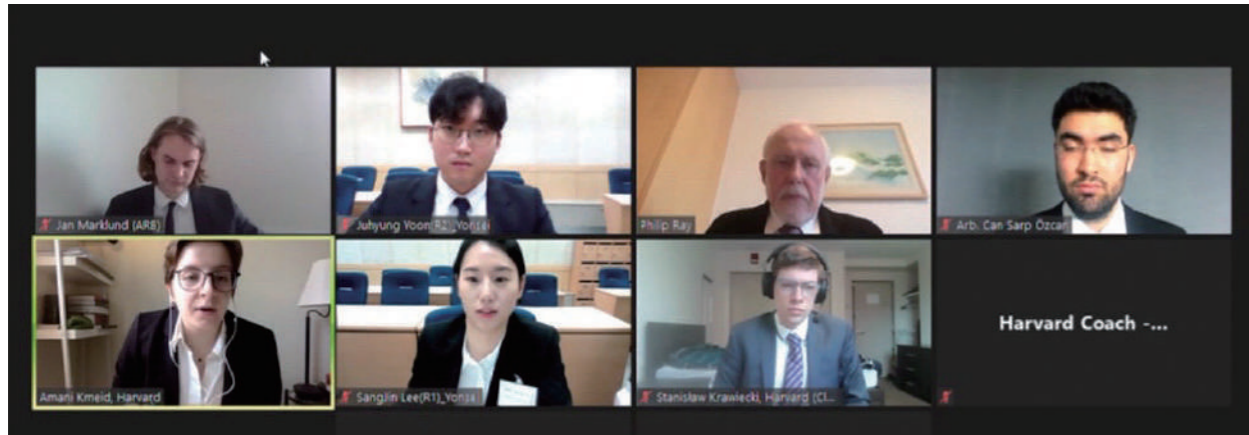 Jan Marklund (AR8)
Juhyung Yoon(R2)_Yonsei
Philip Ray
Arb. Can Sarp Özcan
Amani Kmeid, Harvard
SangJin Lee(R1)_Yonse
Stanisław Krawiecki, Harvard (Cl...
Harvard Coach -...